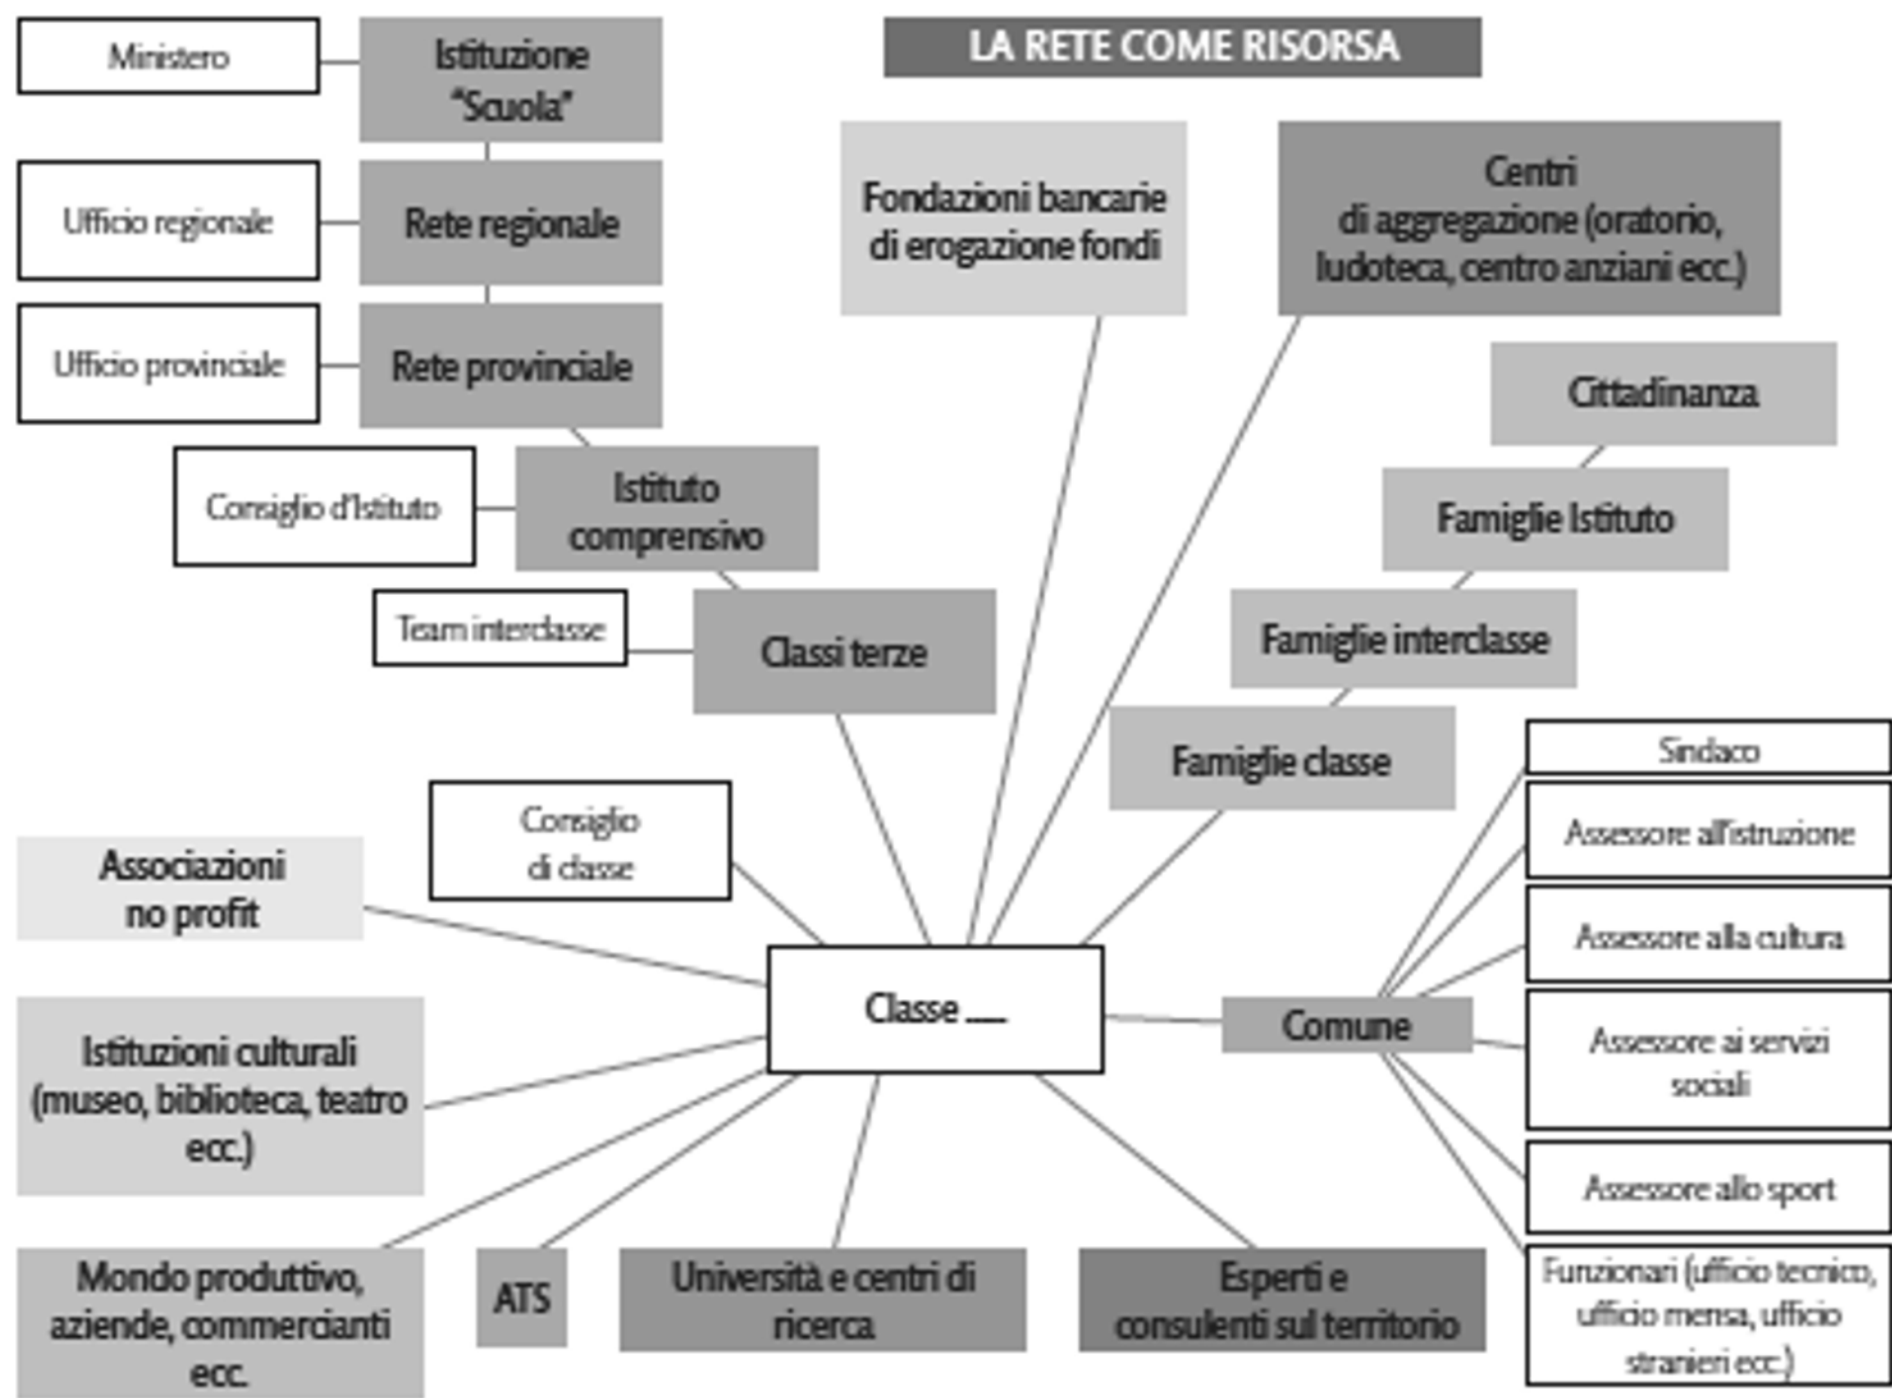 LA RETE COME RISORSA
Ministero
Istituzione
“Scuola”
Ufficio regionale
Rete regionale
Ufficio provinciale
Rete provinciale
Consiglio d'Istituto
Istituto
comprensivo
Team interclasse
Classi terze
Fondazioni bancarie
di erogazione fondi
Centri
di aggregazione (oratorio,
ludoteca, centro anziani ecc.)
Cittadinanza
Famiglie Istituto
Famiglie interclasse
Famiglie classe
Consiglio
di classe
Associazioni
no profit
Istituzioni culturali
(museo, biblioteca, teatro
ecc.)
Classe ___
Comune
Sindaco
Assessore all'istruzione
Assessore alla cultura
Assessore ai servizi
sociali
Assessore allo sport
Funzionari (ufficio tecnico,
ufficio mensa, ufficio
stranieri ecc.)
Mondo produttivo,
aziende, commercianti
ecc.
ATS
Università e centri di
ricerca
Esperti e
consulenti sul territorio